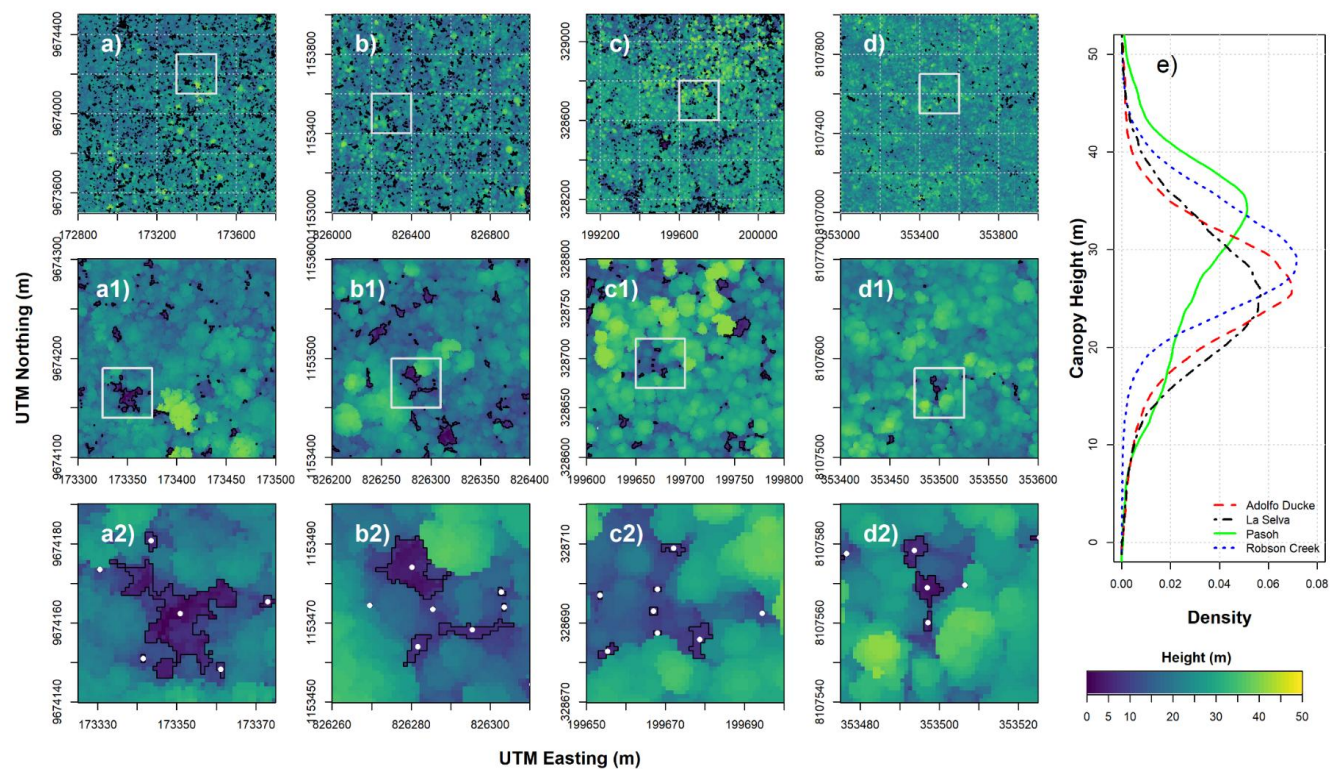 a)
b)
c)
d)
e)
9673600 9674000 9674400
172800 173200 173600
1153000 1153400 1153800
826000 826400 826800
328200 328600 329000
199200 199600 200000
8107000 8107400 8107800
353000 353400 353800
a1)
b1)
c1)
d1)
9674100 9674200 9674300
173300 173350 173400 173450 173500
1153400 1153500 1153600
826200 826250 826300 826350 826400
328600 328650 328700 328750 328800
199600 199650 199700 199750 199800
8107500 8107600 8107700
353400 353450 353500 353550 353600
a2)
b2)
c2)
d2)
9674140 9674160 9674180
173330 173350 173370
1153450 1153470 1153490
826260 826280 826300
328670 328690 328710
199650 199670 199690
8107540 8107560 8107580
353480 353500 353520
UTM Northing (m)
UTM Easting (m)
Canopy Height (m)
0 10 20 30 40 50
Adolfo Ducke
La Selva
Pasoh
Robson Creek
0.00 0.02 0.04 0.06 0.08
Density
Height (m)
0 5 10 20 30 40 50